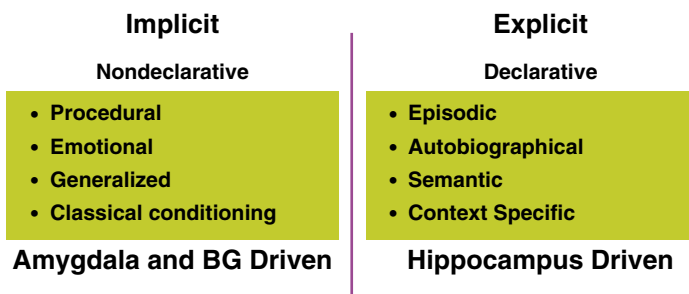 Implicit
Nondeclarative
• Procedural
• Emotional
• Generalized
• Classical conditioning
Amygdala and BG Driven
Explicit
Declarative
• Episodic
• Autobiographical
• Semantic
• Context Specific
Hippocampus Driven